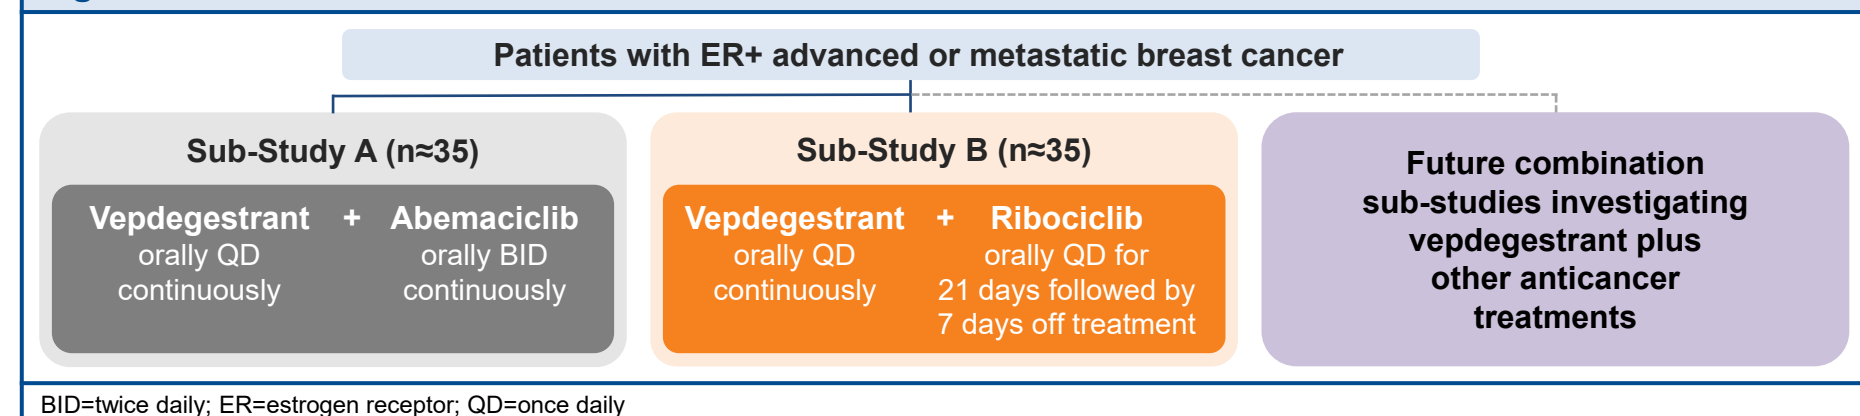 Patients with ER+ advanced or metastatic breast cancer
Sub-Study A (n≈35)
Vepdegestrant + Abemaciclib
orally QD orally BID
continuously continuously
Sub-Study B (n≈35)
Vepdegestrant + Ribociclib
orally QD orally QD for
continuously 21 days followed by
7 days off treatment
Future combination
sub-studies investigating
vepdegestrant plus
other anticancer
treatments
BID=twice daily; ER=estrogen receptor; QD=once daily